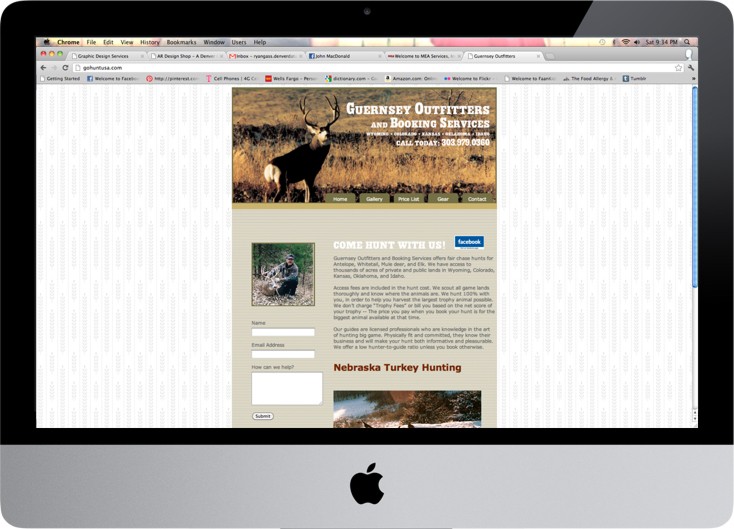 Chrome File Edit View History Bookmarks Window Users Help
Sat 9:14 PM
Graphic Design Services
AR Design Shop – A Denver
Inbox – ryangoss.denverstat
John MacDonald
Welcome to MEA Services, In
Guernsey Outfitters
gohuntusa.com
Getting Started
Welcome to Facebo
http://pinterest.co
Cell Phones | 4G C
Wells Fargo – Perso
dictionary.com – G
Amazon.com: Onlin
Welcome to Flickr
Welcome to Faanli
The Food Allergy &
Tumblr
GUERNSEY OUTFITTERS
AND BOOKING SERVICES
WYOMING • COLORADO • KANSAS • OKLAHOMA • IDAHO
CALL TODAY: 303.979.0360
Home Gallery Price List Gear Contact
COME HUNT WITH US!
facebook
Guernsey Outfitters and Booking Services offers fair chase hunts for
Antelope, Whitetail, Mule deer, and Elk. We have access to
thousands of acres of private and public lands in Wyoming, Colorado,
Kansas, Oklahoma, and Idaho.
Access fees are included in the hunt cost. We scout all game lands
thoroughly and know where the animals are. We hunt 100% with
you, in order to help you harvest the largest trophy animal possible.
We don't charge "Trophy Fees" or bill you based on the net score of
your trophy -- The price you pay when you book your hunt is for the
biggest animal available at that time.
Our guides are licensed professionals who are knowledge in the art
of hunting big game. Physically fit and committed, they know their
business and will make your hunt both informative and pleasurable.
We offer a low hunter-to-guide ratio unless you book otherwise.
Name
Email Address
How can we help?
Submit
Nebraska Turkey Hunting